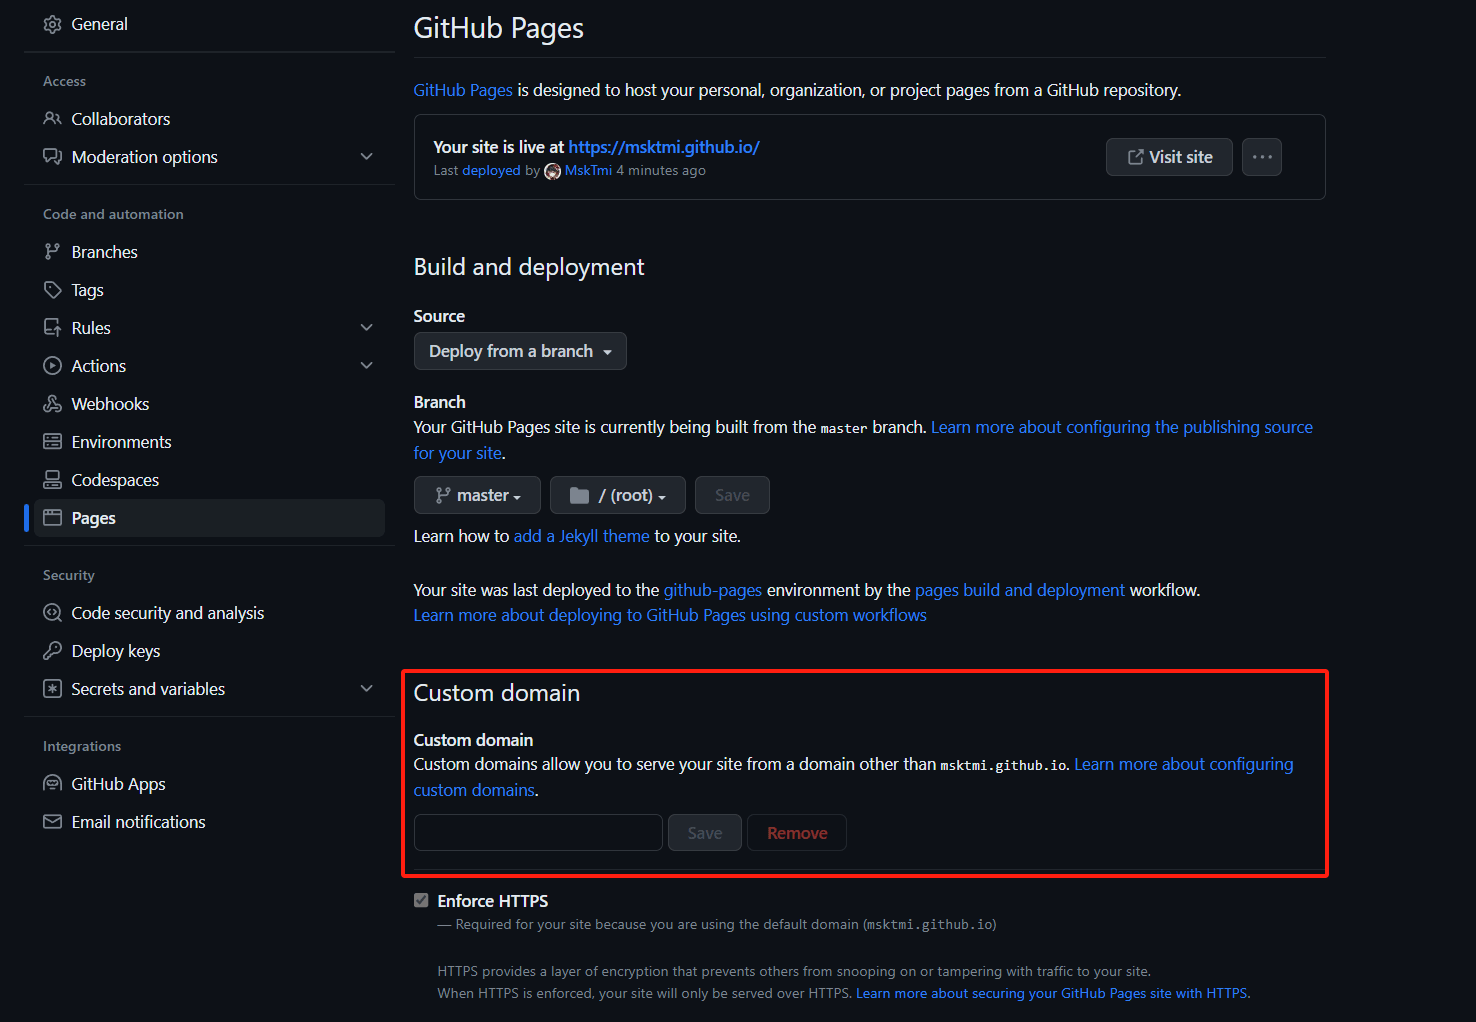 General
Access
Collaborators
Moderation options
Code and automation
Branches
Tags
Rules
Actions
Webhooks
Environments
Codespaces
Pages
Security
Code security and analysis
Deploy keys
Secrets and variables
Integrations
GitHub Apps
Email notifications
GitHub Pages
GitHub Pages is designed to host your personal, organization, or project pages from a GitHub repository.
Your site is live at https://msktmi.github.io/
Last deployed by MskTmi 4 minutes ago
Visit site
Build and deployment
Source
Deploy from a branch
Branch
Your GitHub Pages site is currently being built from the master branch. Learn more about configuring the publishing source
for your site.
master / (root) Save
Learn how to add a Jekyll theme to your site.
Your site was last deployed to the github-pages environment by the pages build and deployment workflow.
Learn more about deploying to GitHub Pages using custom workflows
Custom domain
Custom domain
Custom domains allow you to serve your site from a domain other than msktmi.github.io. Learn more about configuring
custom domains.
Save Remove
Enforce HTTPS
— Required for your site because you are using the default domain (msktmi.github.io)
HTTPS provides a layer of encryption that prevents others from snooping on or tampering with traffic to your site.
When HTTPS is enforced, your site will only be served over HTTPS. Learn more about securing your GitHub Pages site with HTTPS.